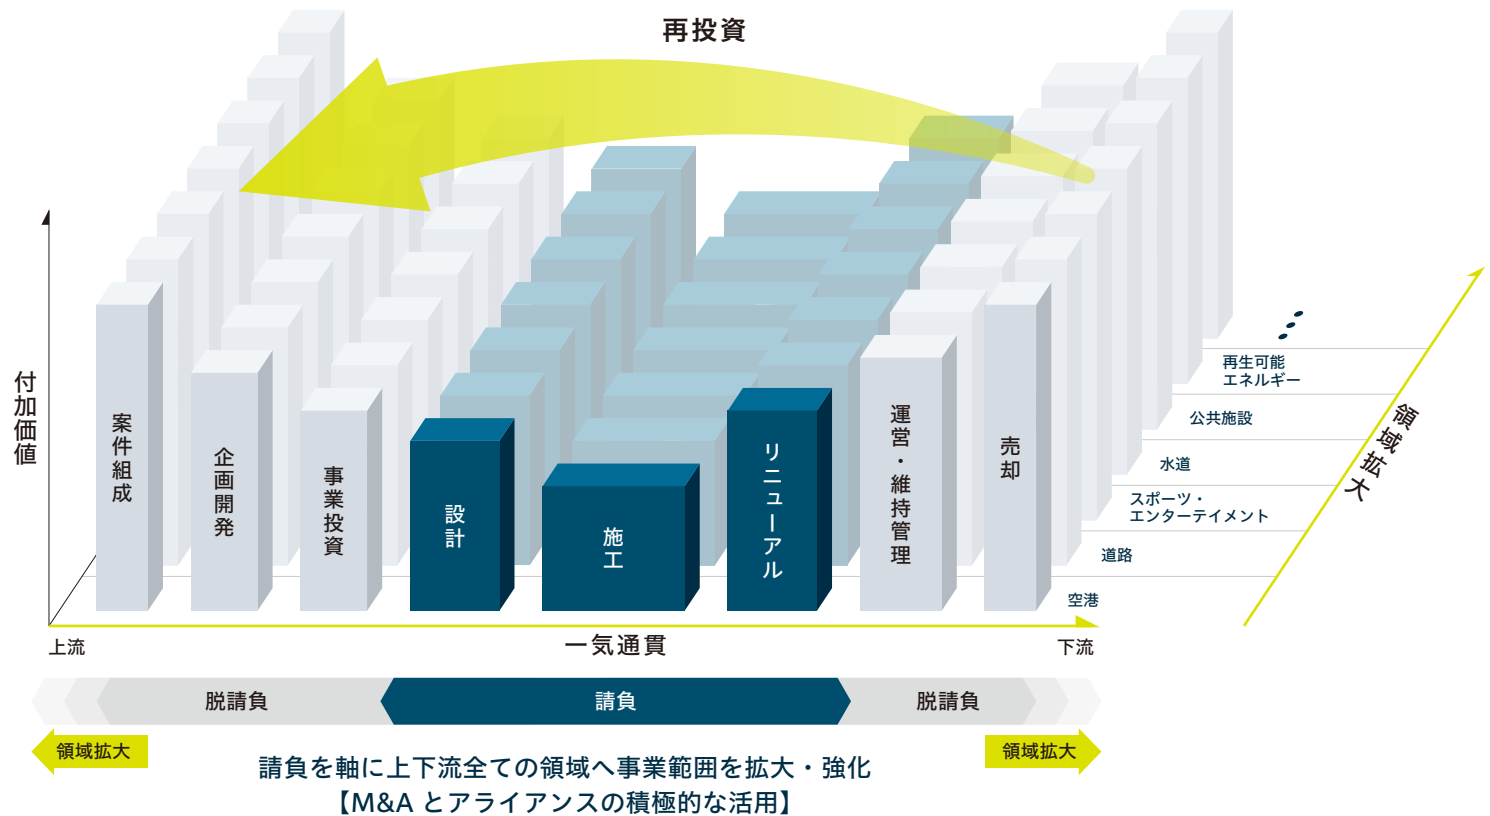 再投資
付加価値
案件組成
企画開発
事業投資
設計
施工
リニューアル
運営・維持管理
売却
再生可能
エネルギー
公共施設
水道
スポーツ・
エンターテイメント
道路
空港
領域拡大
上流
一気通貫
下流
脱請負
請負
脱請負
領域拡大
領域拡大
請負を軸に上下流全ての領域へ事業範囲を拡大・強化
【M&A とアライアンスの積極的な活用】